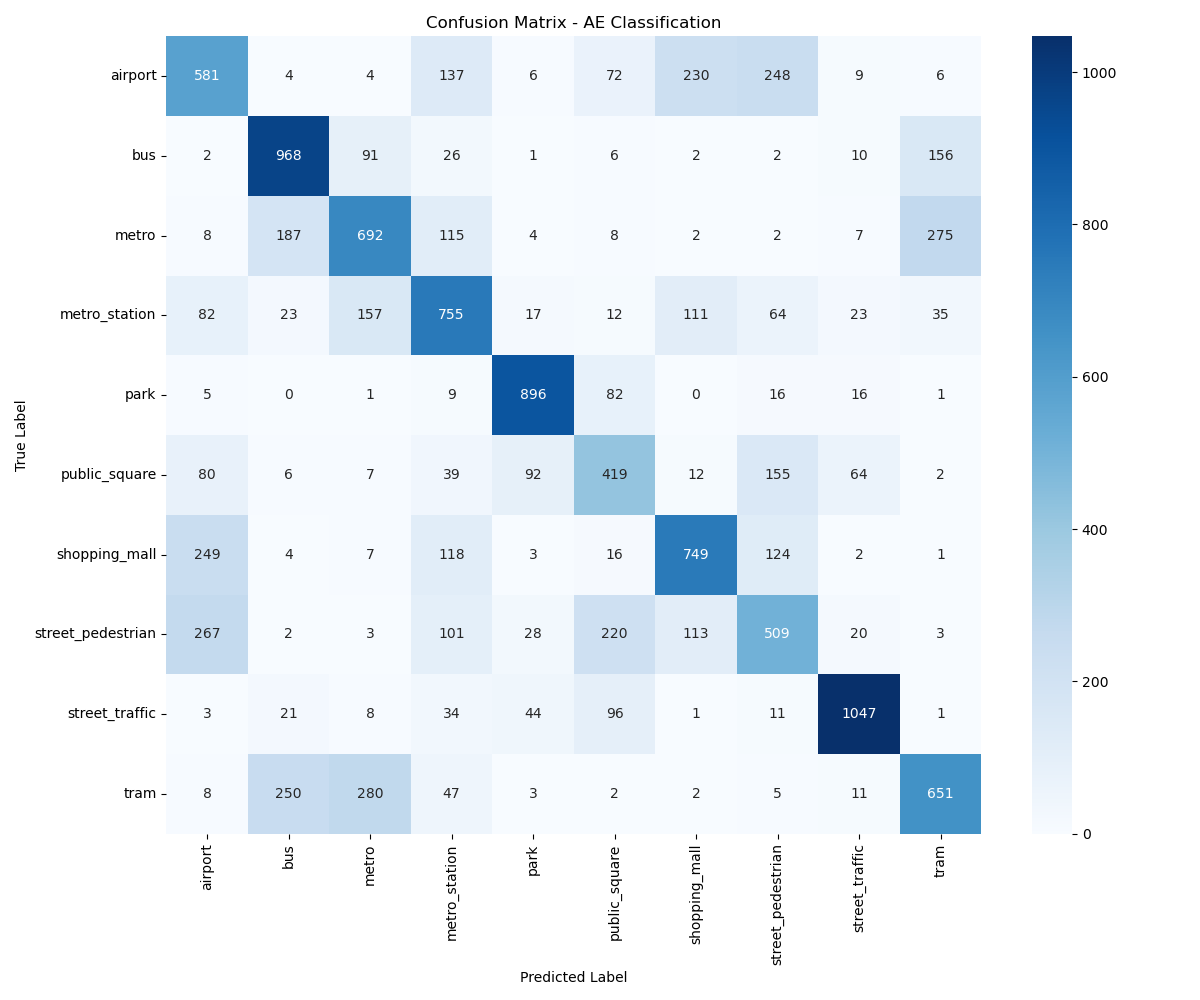 Confusion Matrix - AE Classification
airport 581 4 4 137 6 72 230 248 9 6
bus 2 968 91 26 1 6 2 2 10 156
metro 8 187 692 115 4 8 2 2 7 275
metro_station 82 23 157 755 17 12 111 64 23 35
park 5 0 1 9 896 82 0 16 16 1
public_square 80 6 7 39 92 419 12 155 64 2
shopping_mall 249 4 7 118 3 16 749 124 2 1
street_pedestrian 267 2 3 101 28 220 113 509 20 3
street_traffic 3 21 8 34 44 96 1 11 1047 1
tram 8 250 280 47 3 2 2 5 11 651
airport bus metro metro_station park public_square shopping_mall street_pedestrian street_traffic tram
Predicted Label
True Label
1000
800
600
400
200
0